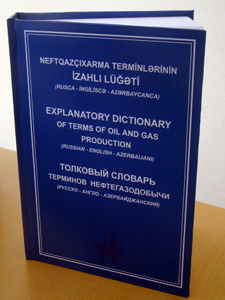 NEFTQAZÇIXARMA TERMİNLƏRİNİN
İZAHLI LÜĞƏTİ
(RUSCA - İNGİLİSCƏ - AZƏRBAYCANCA)
EXPLANATORY DICTIONARY
OF TERMS OF OIL AND GAS
PRODUCTION
(RUSSIAN - ENGLISH - AZERBAIJANI)
ТОЛКОВЫЙ СЛОВАРЬ
ТЕРМИНОВ НЕФТЕГАЗОДОБЫЧИ
(РУССКО - АНГЛО - АЗЕРБАЙДЖАНСКИЙ)